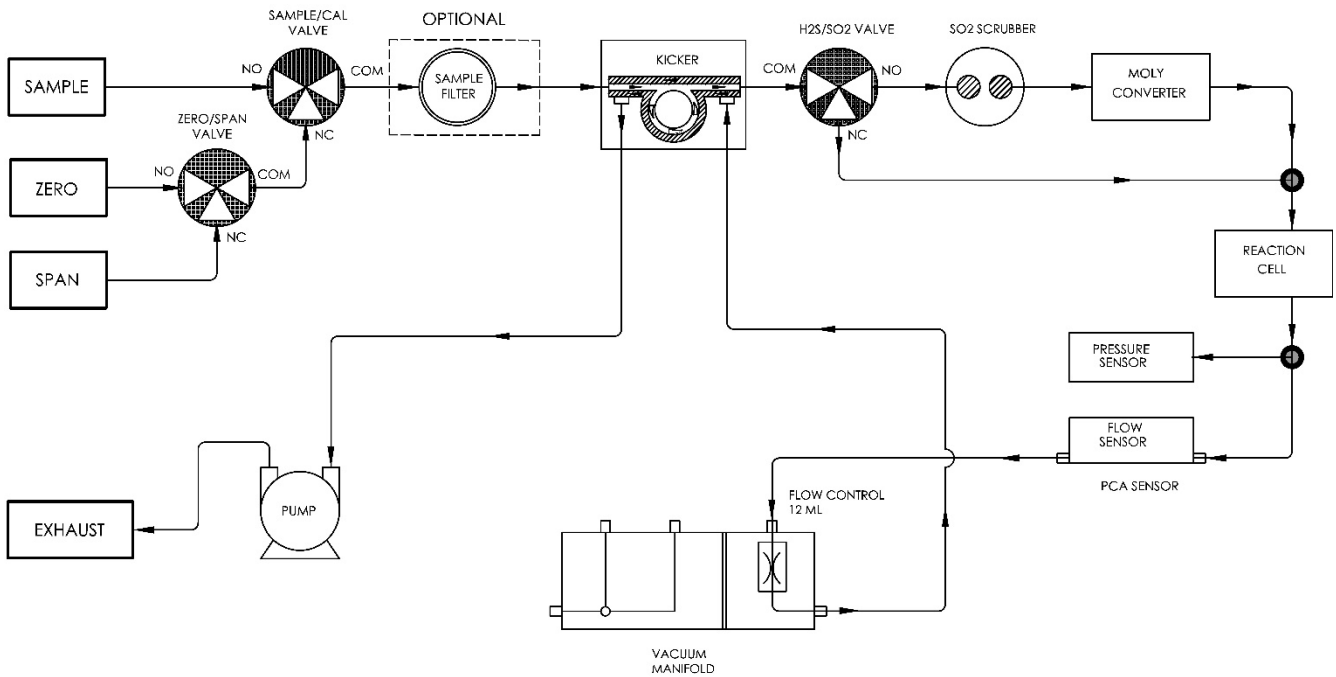 SAMPLE/CAL
VALVE
OPTIONAL
KICKER
H2S/SO2 VALVE
SO2 SCRUBBER
NO
COM
COM
NO
SAMPLE
SAMPLE
FILTER
MOLY
CONVERTER
ZERO/SPAN
VALVE
NC
NC
NO
COM
ZERO
NC
SPAN
REACTION
CELL
PRESSURE
SENSOR
FLOW
SENSOR
PCA SENSOR
FLOW CONTROL
12 ML
EXHAUST
PUMP
VACUUM
MANIFOLD